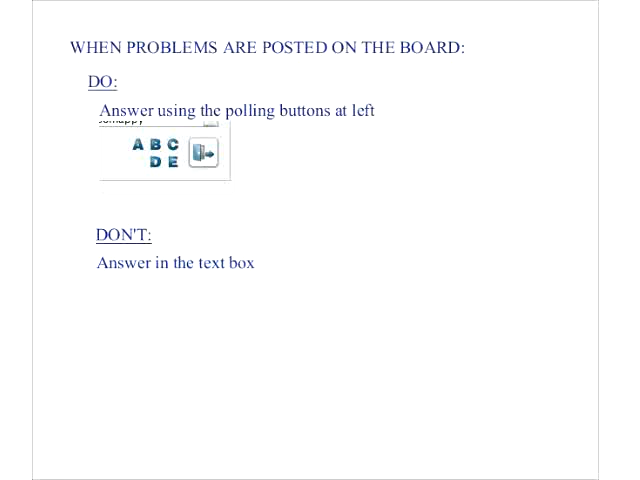 WHEN PROBLEMS ARE POSTED ON THE BOARD:
DO:
Answer using the polling buttons at left
A B C
D E
DON'T:
Answer in the text box